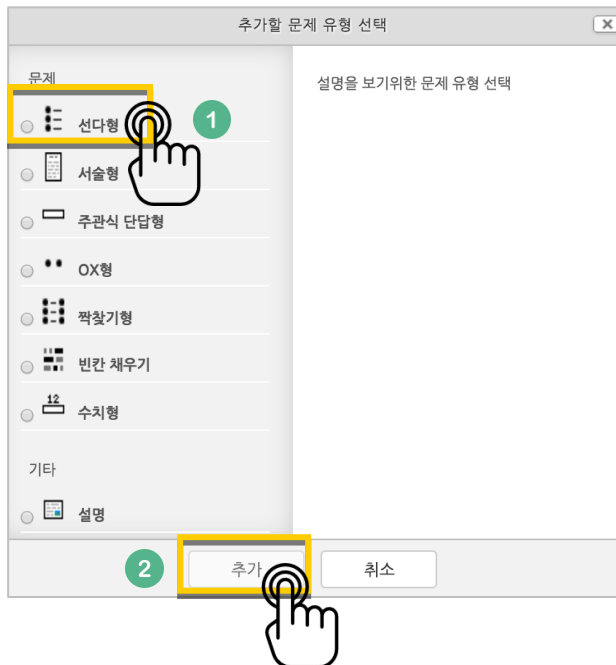 추가할 문제 유형 선택
문제
설명을 보기위한 문제 유형 선택
선다형
1
서술형
주관식 단답형
OX형
짝찾기형
빈칸 채우기
12
수치형
기타
설명
2
추가
취소